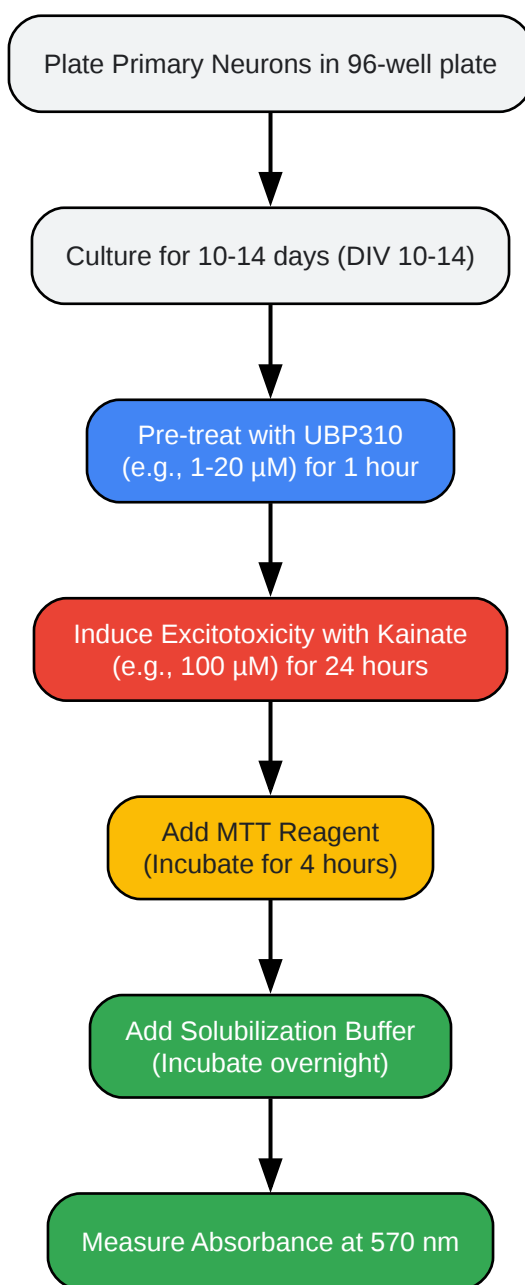 Plate Primary Neurons in 96-well plate
Culture for 10-14 days (DIV 10-14)
Pre-treat with UBP310
(e.g., 1-20 µM) for 1 hour
Induce Excitotoxicity with Kainate
(e.g., 100 µM) for 24 hours
Add MTT Reagent
(Incubate for 4 hours)
Add Solubilization Buffer
(Incubate overnight)
Measure Absorbance at 570 nm